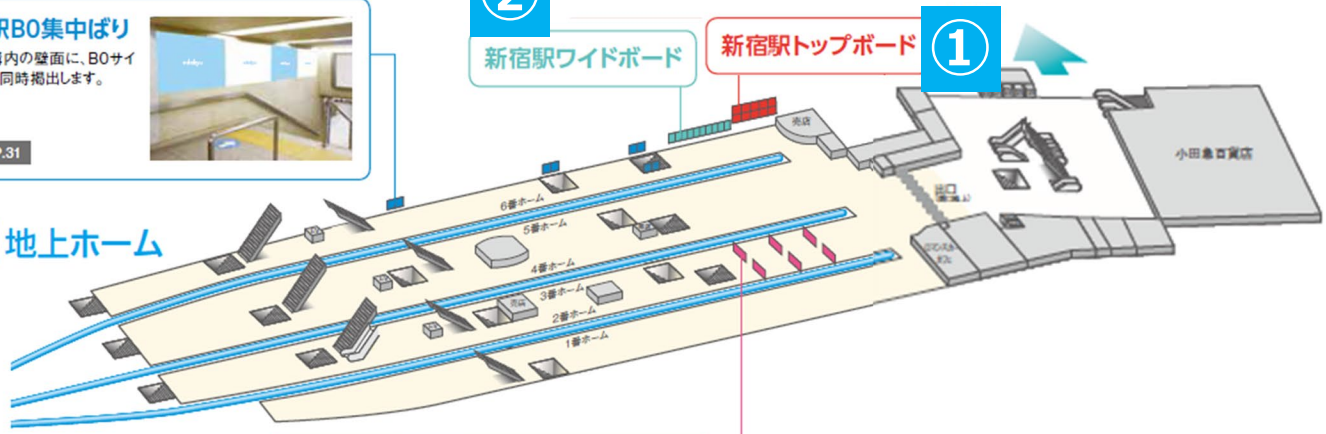 駅B0集中ばり
内の壁面に、B0サイ
同時掲出します。
P.31
②
新宿駅ワイドボード
新宿駅トップボード
①
売店
小田急百貨店
出口
6番ホーム
5番ホーム
地上ホーム
4番ホーム
3番ホーム
売店
2番ホーム
1番ホーム